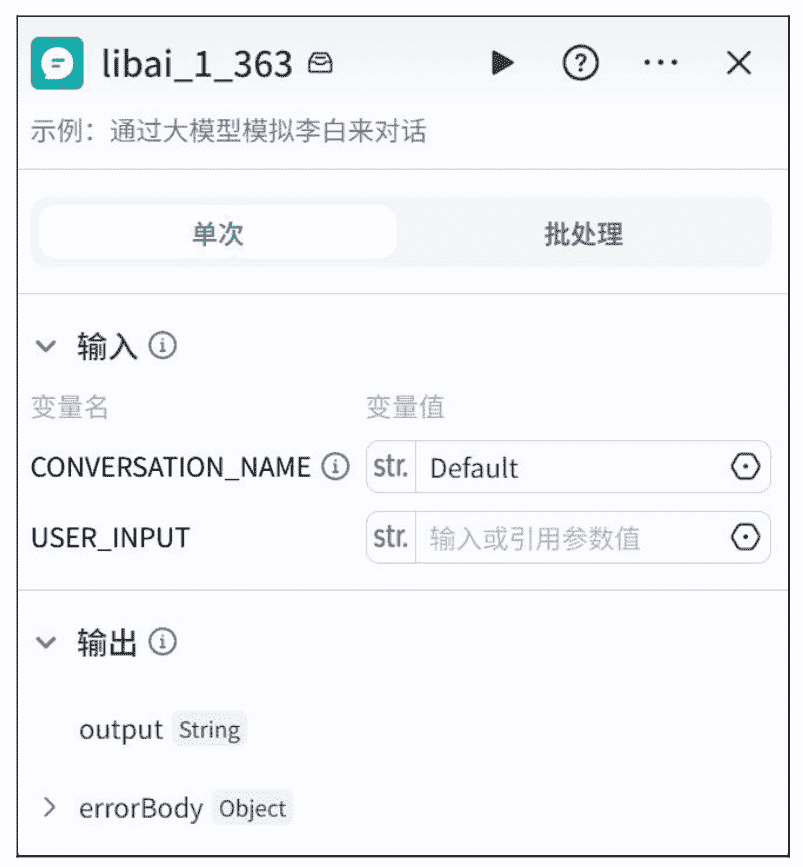 libai_1_363
示例：通过大模型模拟李白来对话
单次 批处理
输入
变量名 变量值
CONVERSATION_NAME str. Default
USER_INPUT str. 输入或引用参数值
输出
output String
errorBody Object